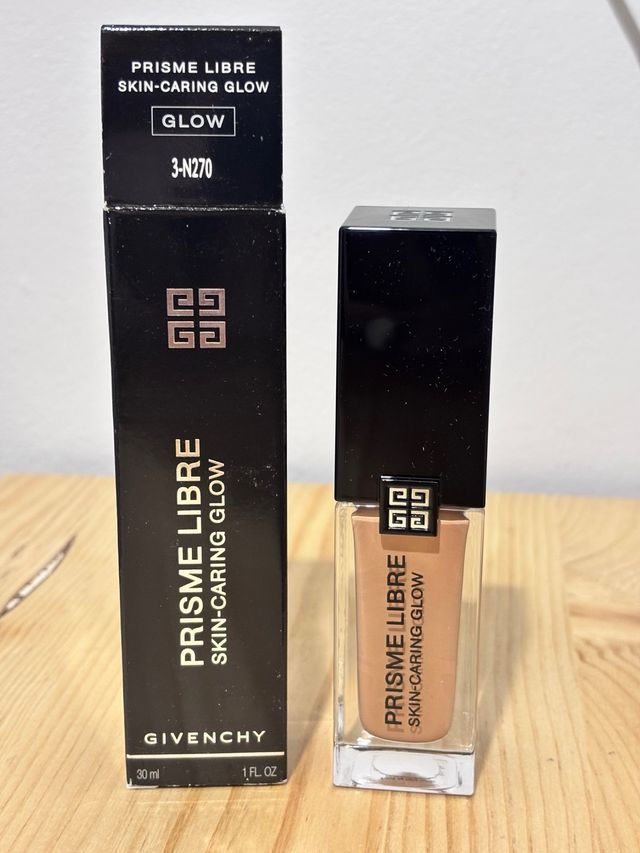 PRISME LIBRE
SKIN-CARING GLOW
GLOW
3-N270
PRISME LIBRE
SKIN-CARING GLOW
GIVENCHY
30 ml 1 FL. OZ
PRISME LIBRE
SKIN-CARING GLOW